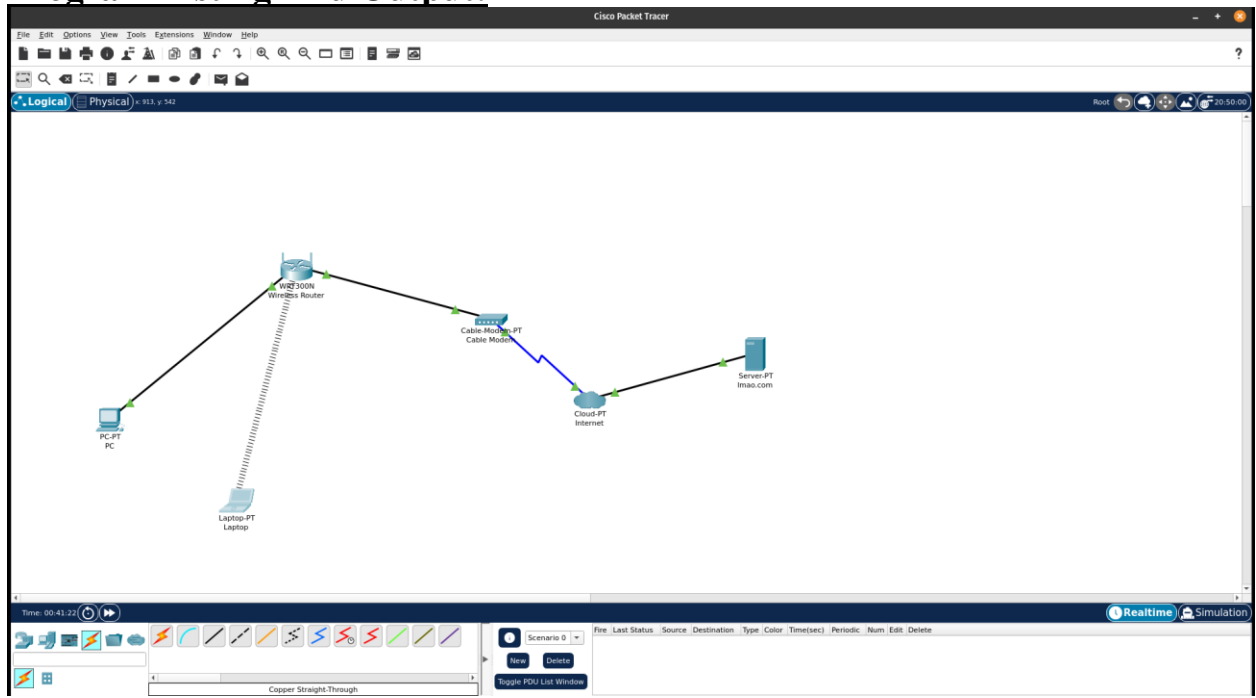 Cisco Packet Tracer
File Edit Options View Tools Extensions Window Help
?
Logical Physical x: 913, y: 542 Root 20:50:00
WRT300N
Wireless Router
Cable-Modem-PT
Cable Modem
Server-PT
lmao.com
Cloud-PT
Internet
PC-PT
PC
Laptop-PT
Laptop
Time: 00:41:22 Realtime Simulation
Scenario 0
New Delete
Toggle PDU List Window
Fire Last Status Source Destination Type Color Time(sec) Periodic Num Edit Delete
Copper Straight-Through